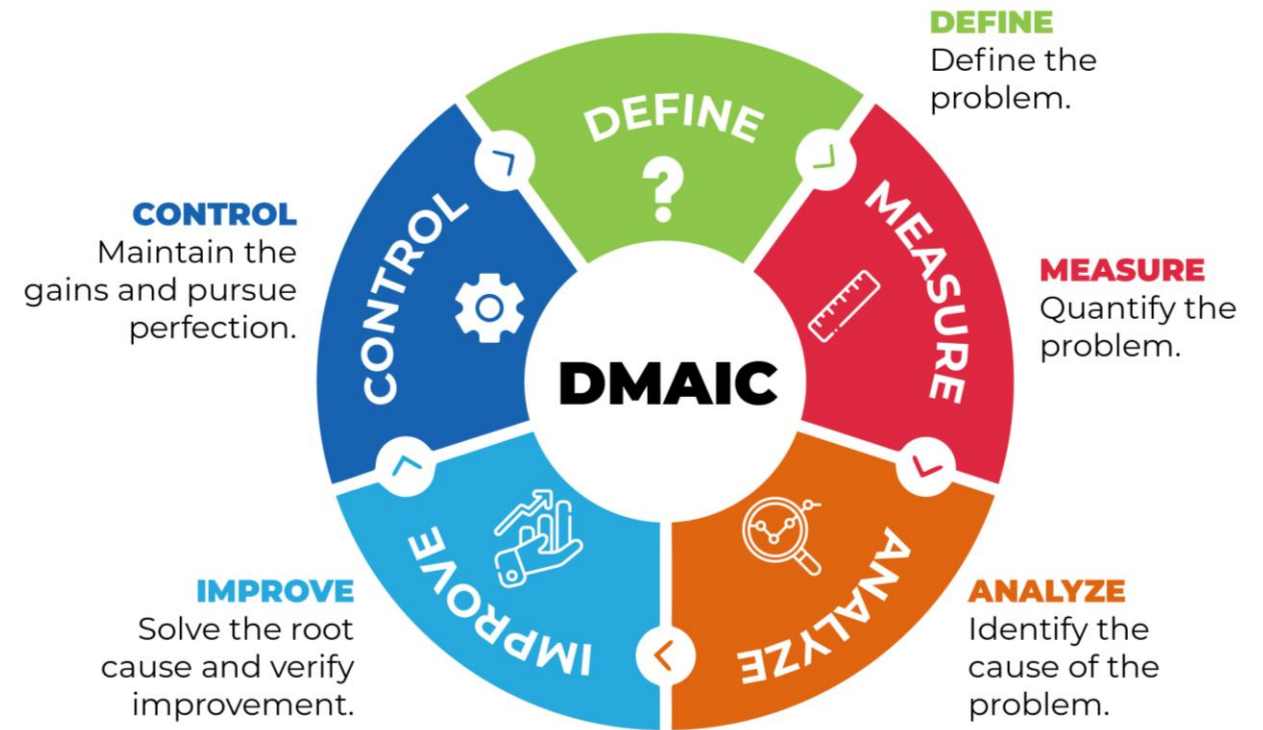 DEFINE
Define the
problem.
MEASURE
Quantify the
problem.
ANALYZE
Identify the
cause of the
problem.
IMPROVE
Solve the root
cause and verify
improvement.
CONTROL
Maintain the
gains and pursue
perfection.
DEFINE
?
MEASURE
ANALYZE
IMPROVE
CONTROL
DMAIC